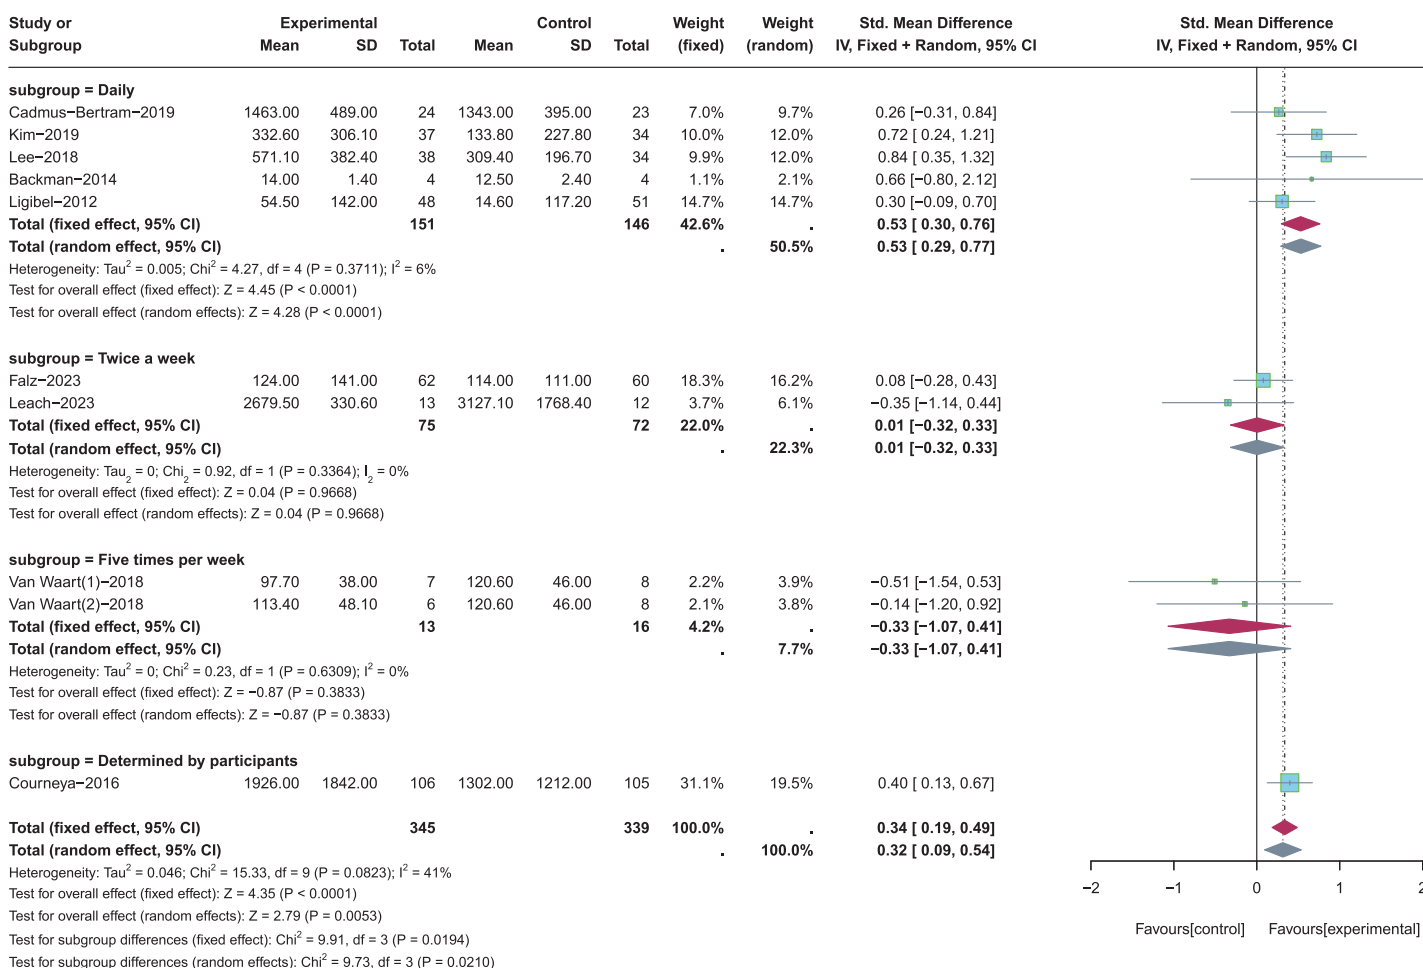 Study or Experimental Control Weight Weight Std. Mean Difference Std. Mean Difference
Subgroup Mean SD Total Mean SD Total (fixed) (random) IV, Fixed + Random, 95% CI IV, Fixed + Random, 95% CI
subgroup = Daily
Cadmus−Bertram−2019 1463.00 489.00 24 1343.00 395.00 23 7.0% 9.7% 0.26 [−0.31, 0.84]
Kim−2019 332.60 306.10 37 133.80 227.80 34 10.0% 12.0% 0.72 [ 0.24, 1.21]
Lee−2018 571.10 382.40 38 309.40 196.70 34 9.9% 12.0% 0.84 [ 0.35, 1.32]
Backman−2014 14.00 1.40 4 12.50 2.40 4 1.1% 2.1% 0.66 [−0.80, 2.12]
Ligibel−2012 54.50 142.00 48 14.60 117.20 51 14.7% 14.7% 0.30 [−0.09, 0.70]
Total (fixed effect, 95% CI) 151 146 42.6% . 0.53 [ 0.30, 0.76]
Total (random effect, 95% CI) . 50.5% 0.53 [ 0.29, 0.77]
Heterogeneity: Tau² = 0.005; Chi² = 4.27, df = 4 (P = 0.3711); I² = 6%
Test for overall effect (fixed effect): Z = 4.45 (P < 0.0001)
Test for overall effect (random effects): Z = 4.28 (P < 0.0001)
subgroup = Twice a week
Falz−2023 124.00 141.00 62 114.00 111.00 60 18.3% 16.2% 0.08 [−0.28, 0.43]
Leach−2023 2679.50 330.60 13 3127.10 1768.40 12 3.7% 6.1% −0.35 [−1.14, 0.44]
Total (fixed effect, 95% CI) 75 72 22.0% . 0.01 [−0.32, 0.33]
Total (random effect, 95% CI) . 22.3% 0.01 [−0.32, 0.33]
Heterogeneity: Tau₂ = 0; Chi₂ = 0.92, df = 1 (P = 0.3364); I₂ = 0%
Test for overall effect (fixed effect): Z = 0.04 (P = 0.9668)
Test for overall effect (random effects): Z = 0.04 (P = 0.9668)
subgroup = Five times per week
Van Waart(1)−2018 97.70 38.00 7 120.60 46.00 8 2.2% 3.9% −0.51 [−1.54, 0.53]
Van Waart(2)−2018 113.40 48.10 6 120.60 46.00 8 2.1% 3.8% −0.14 [−1.20, 0.92]
Total (fixed effect, 95% CI) 13 16 4.2% . −0.33 [−1.07, 0.41]
Total (random effect, 95% CI) . 7.7% −0.33 [−1.07, 0.41]
Heterogeneity: Tau² = 0; Chi² = 0.23, df = 1 (P = 0.6309); I² = 0%
Test for overall effect (fixed effect): Z = −0.87 (P = 0.3833)
Test for overall effect (random effects): Z = −0.87 (P = 0.3833)
subgroup = Determined by participants
Courneya−2016 1926.00 1842.00 106 1302.00 1212.00 105 31.1% 19.5% 0.40 [ 0.13, 0.67]
Total (fixed effect, 95% CI) 345 339 100.0% . 0.34 [ 0.19, 0.49]
Total (random effect, 95% CI) . 100.0% 0.32 [ 0.09, 0.54]
Heterogeneity: Tau² = 0.046; Chi² = 15.33, df = 9 (P = 0.0823); I² = 41%
−2 −1 0 1 2
Test for overall effect (fixed effect): Z = 4.35 (P < 0.0001)
Test for overall effect (random effects): Z = 2.79 (P = 0.0053)
Favours[control] Favours[experimental]
Test for subgroup differences (fixed effect): Chi² = 9.91, df = 3 (P = 0.0194)
Test for subgroup differences (random effects): Chi² = 9.73, df = 3 (P = 0.0210)